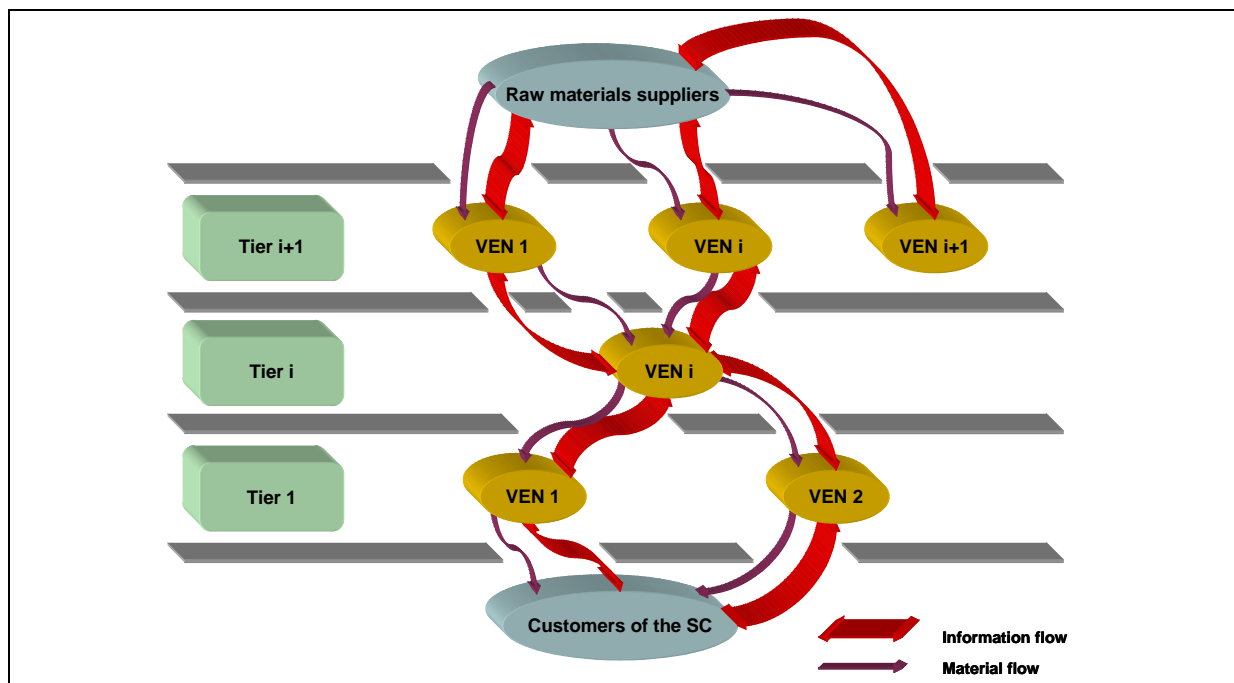 Raw materials suppliers
Tier i+1
VEN 1
VEN i
VEN i+1
Tier i
VEN i
Tier 1
VEN 1
VEN 2
Customers of the SC
Information flow
Material flow